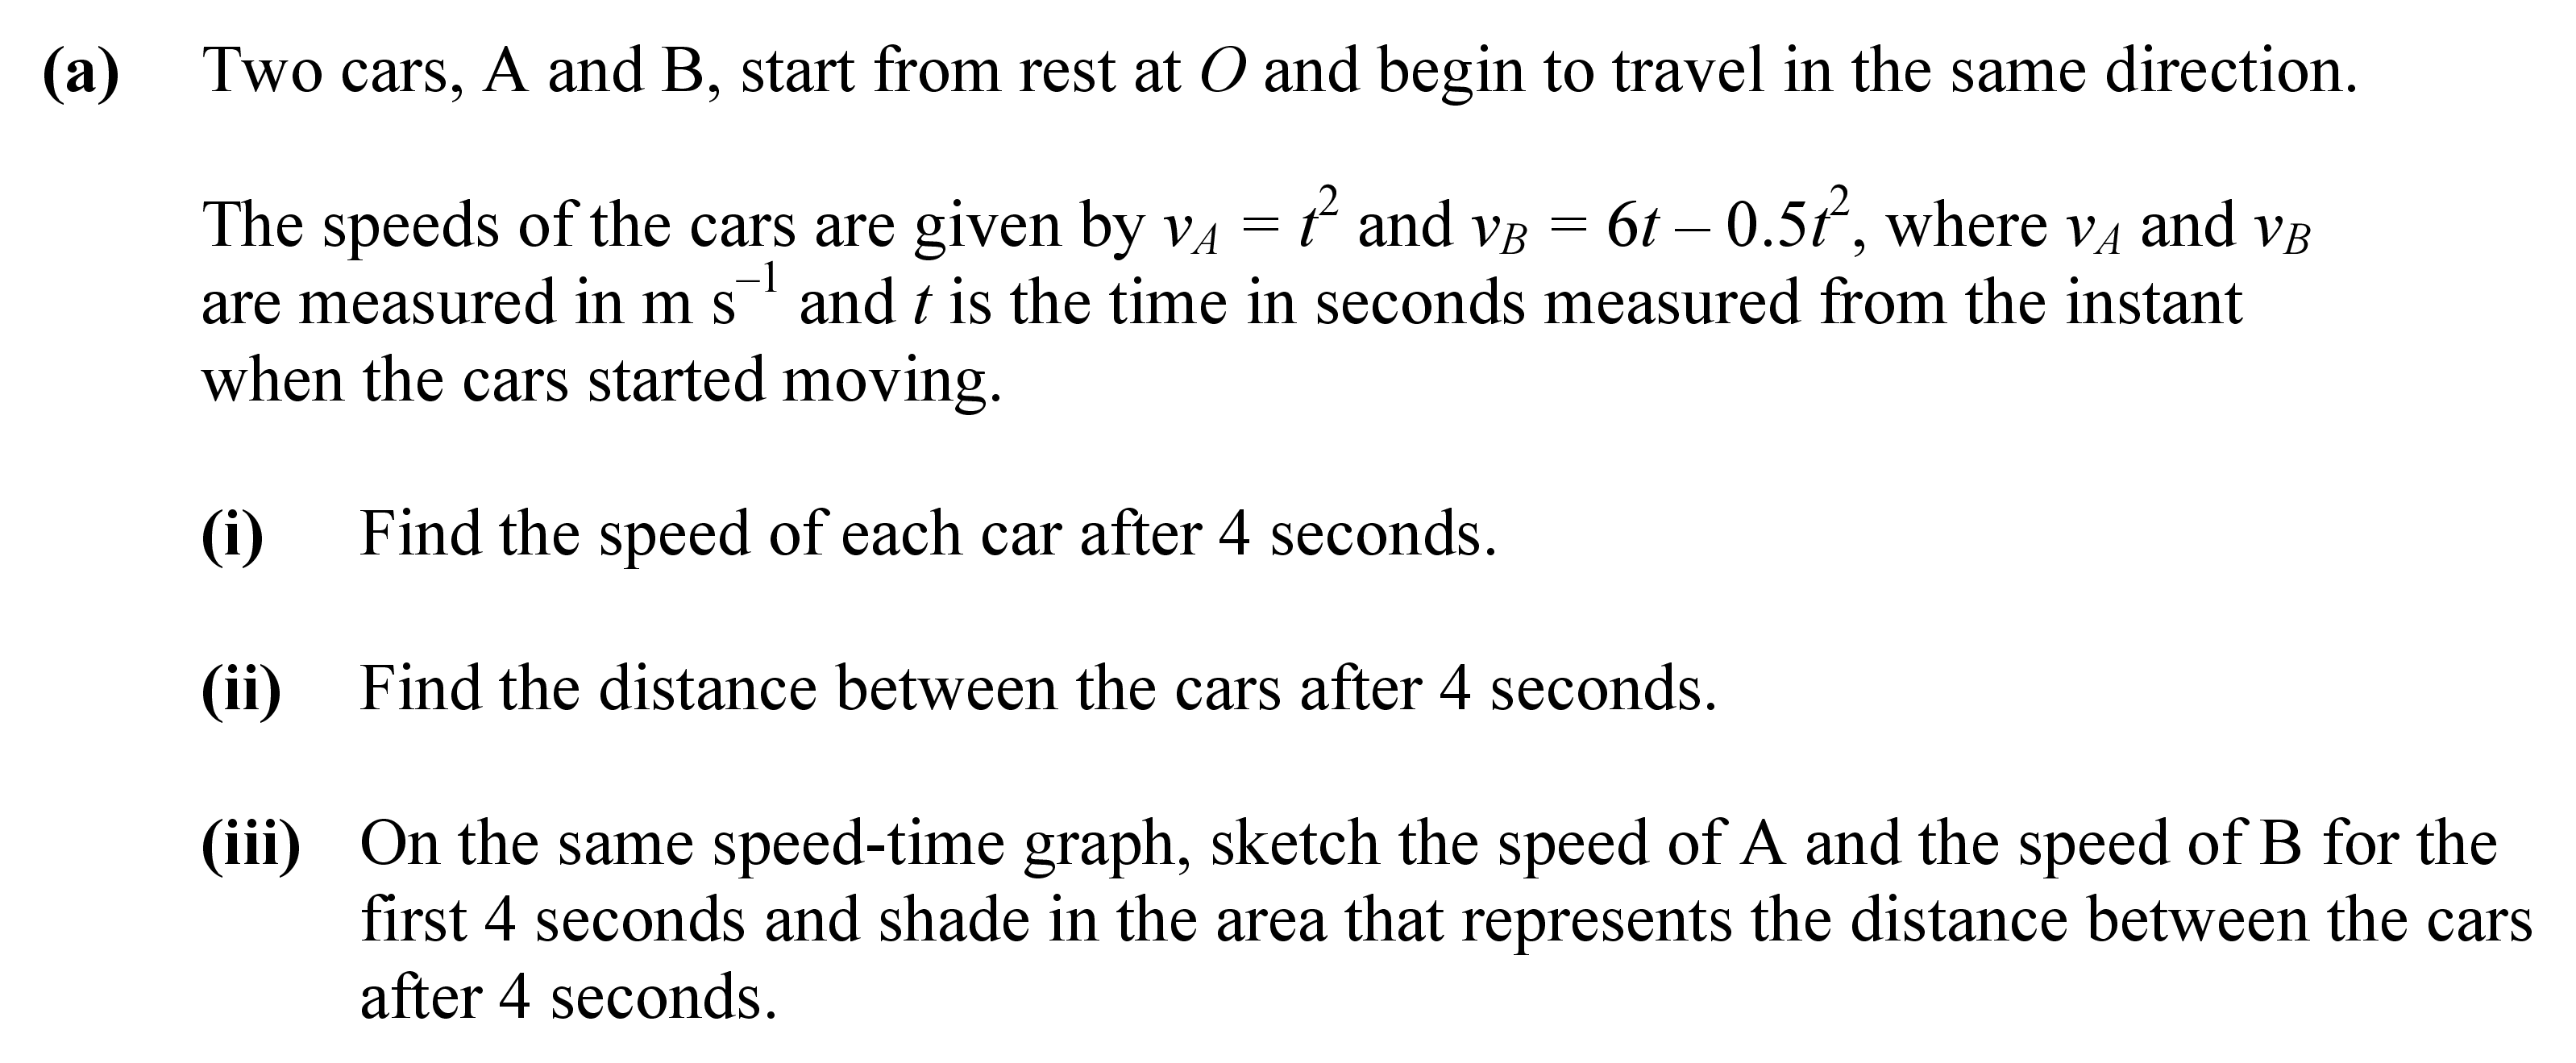 (a) Two cars, A and B, start from rest at O and begin to travel in the same direction.
The speeds of the cars are given by v_A = t² and v_B = 6t – 0.5t², where v_A and v_B
are measured in m s⁻¹ and t is the time in seconds measured from the instant
when the cars started moving.
(i) Find the speed of each car after 4 seconds.
(ii) Find the distance between the cars after 4 seconds.
(iii) On the same speed-time graph, sketch the speed of A and the speed of B for the
first 4 seconds and shade in the area that represents the distance between the cars
after 4 seconds.